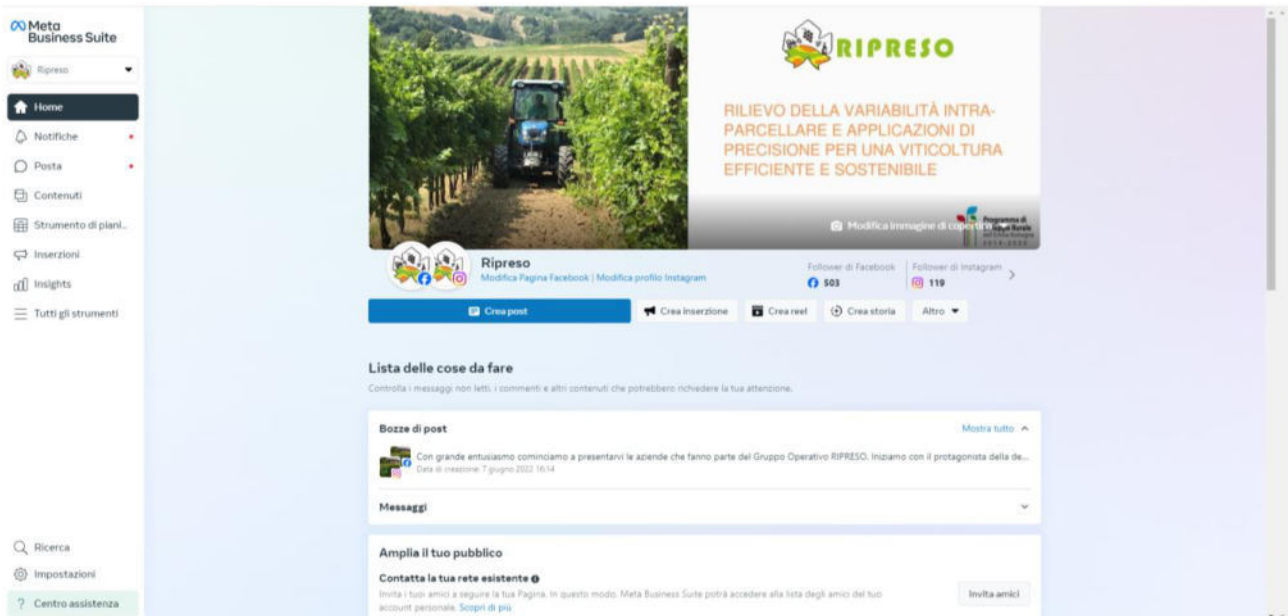 Meta
Business Suite
Ripreso
Home
Notifiche
Posta
Contenuti
Strumento di piani...
Inserzioni
Insights
Tutti gli strumenti
Ricerca
Impostazioni
? Centro assistenza
RIPRESO
RILIEVO DELLA VARIABILITÀ INTRA-
PARCELLARE E APPLICAZIONI DI
PRECISIONE PER UNA VITICOLTURA
EFFICIENTE E SOSTENIBILE
Modifica immagine di copertina
Programma di
Sviluppo Rurale
dell'Emilia-Romagna
2014-2020
Ripreso
Modifica Pagina Facebook | Modifica profilo Instagram
Follower di Facebook
503
Follower di Instagram
119
Crea post
Crea inserzione
Crea reel
Crea storia
Altro
Lista delle cose da fare
Controlla i messaggi non letti, i commenti e altri contenuti che potrebbero richiedere la tua attenzione.
Bozze di post
Mostra tutto
Con grande entusiasmo cominciamo a presentarvi le aziende che fanno parte del Gruppo Operativo RIPRESO. Iniziamo con il protagonista della de...
Data di creazione: 7 giugno 2022 16:14
Messaggi
Amplia il tuo pubblico
Contatta la tua rete esistente
Invita i tuoi amici a seguire la tua Pagina. In questo modo, Meta Business Suite potrà accedere alla lista degli amici del tuo
account personale. Scopri di più
Invita amici